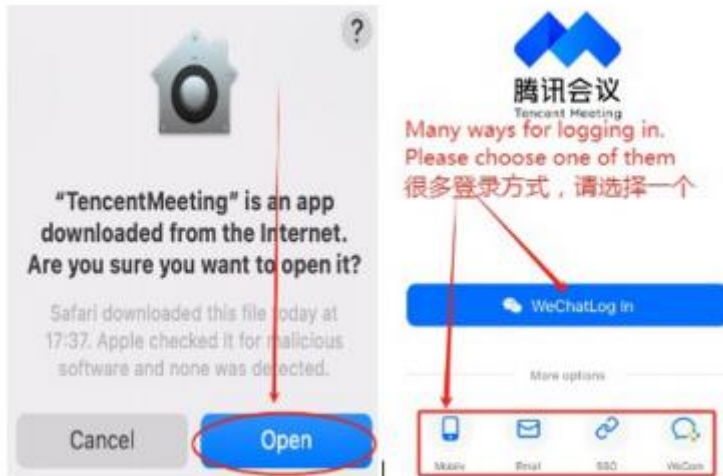 ?
“TencentMeeting” is an app
downloaded from the Internet.
Are you sure you want to open it?
Safari downloaded this file today at
17:37. Apple checked it for malicious
software and none was detected.
Cancel
Open
腾讯会议
Tencent Meeting
Many ways for logging in.
Please choose one of them
很多登录方式，请选择一个
WeChatLog In
More options
Mobile
Email
SSO
WeCom